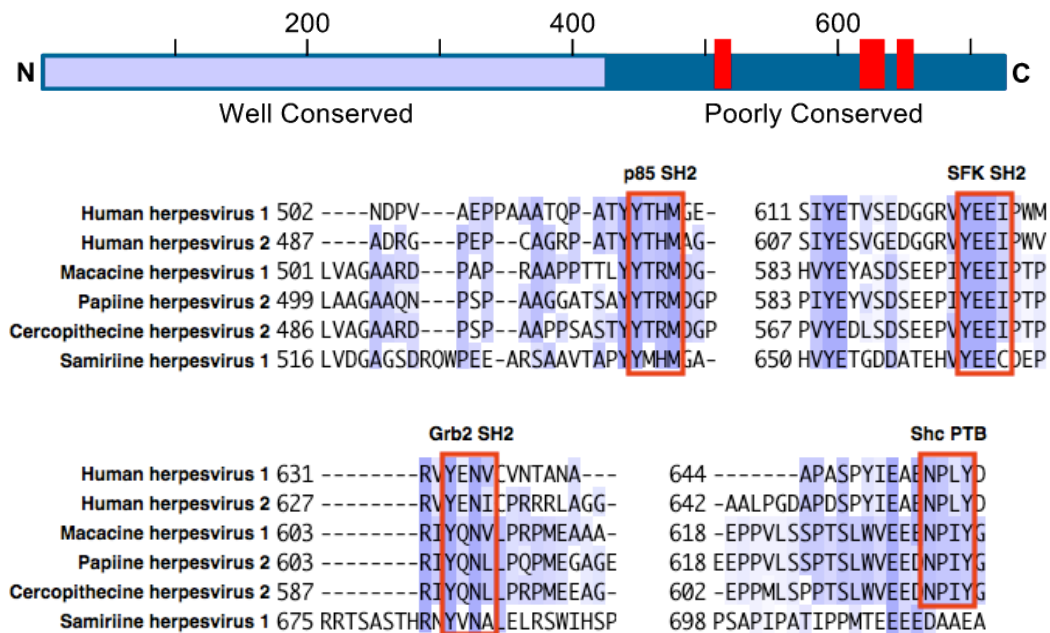 200 400 600
N C
Well Conserved Poorly Conserved
p85 SH2 SFK SH2
Human herpesvirus 1 502 ----NDPV---AEPPAAATQP-ATYYTHMGE- 611 SIYETVSEDGGRVYEEIPWM
Human herpesvirus 2 487 ----ADRG---PEP--CAGRP-ATYYTHMAG- 607 SIYESVGEDGGRVYEEIPWV
Macacine herpesvirus 1 501 LVAGAARD---PAP--RAAPPTTLYYTRMDG- 583 HVYEYASDSEEPIYEEIPTP
Papiine herpesvirus 2 499 LAAGAAQN---PSP--AAGGATSAYYTRMDGP 583 PIYEYVSDSEEPIYEEIPTP
Cercopithecine herpesvirus 2 486 LVAGAARD---PSP--AAPPSASTYYTRMDGP 567 PVYEDLSDSEEPVYEEIPTP
Samiriine herpesvirus 1 516 LVDGAGSDRQWPEE-ARSAAVTAPYYMHMGA- 650 HVYETGDDATEHVYEECDEP
Grb2 SH2 Shc PTB
Human herpesvirus 1 631 --------RVYENVCVNTANA--- 644 -------APASPYIEAENPLYD
Human herpesvirus 2 627 --------RVYENICPRRRLAGG- 642 -AALPGDAPDSPYIEAENPLYD
Macacine herpesvirus 1 603 --------RIYQNVLPRPMEAAA- 618 -EPPVLSSPTSLWVEEENPIYG
Papiine herpesvirus 2 603 --------RIYQNLLPQPMEGAGE 618 EEPPVLSSPTSLWVEEDNPIYG
Cercopithecine herpesvirus 2 587 --------RIYQNLLPRPMEEAG- 602 -EPPMLSPPTSLWVEEDNPIYG
Samiriine herpesvirus 1 675 RRTSASTHRNYVNALELRSWIHSP 698 PSAPIPATIPPMTEEEEDAAEA